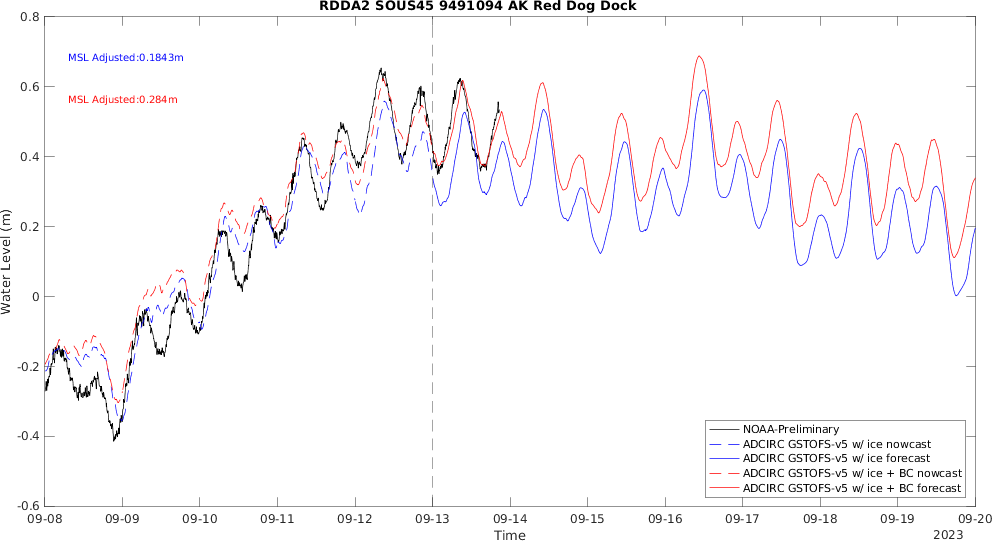 RDDA2 SOUS45 9491094 AK Red Dog Dock
0.8
MSL Adjusted:0.1843m
0.6
MSL Adjusted:0.284m
0.4
0.2
Water Level (m)
0
-0.2
-0.4
NOAA-Preliminary
ADCIRC GSTOFS-v5 w/ ice nowcast
ADCIRC GSTOFS-v5 w/ ice forecast
ADCIRC GSTOFS-v5 w/ ice + BC nowcast
ADCIRC GSTOFS-v5 w/ ice + BC forecast
-0.6
09-08 09-09 09-10 09-11 09-12 09-13 09-14 09-15 09-16 09-17 09-18 09-19 09-20
Time
2023